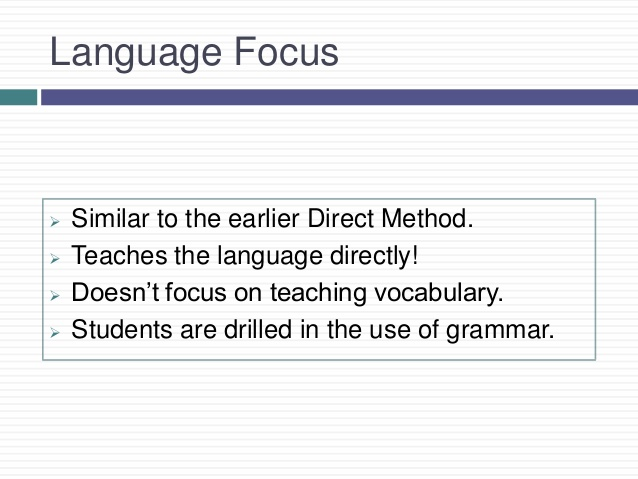 Language Focus
Similar to the earlier Direct Method.
Teaches the language directly!
Doesn’t focus on teaching vocabulary.
Students are drilled in the use of grammar.